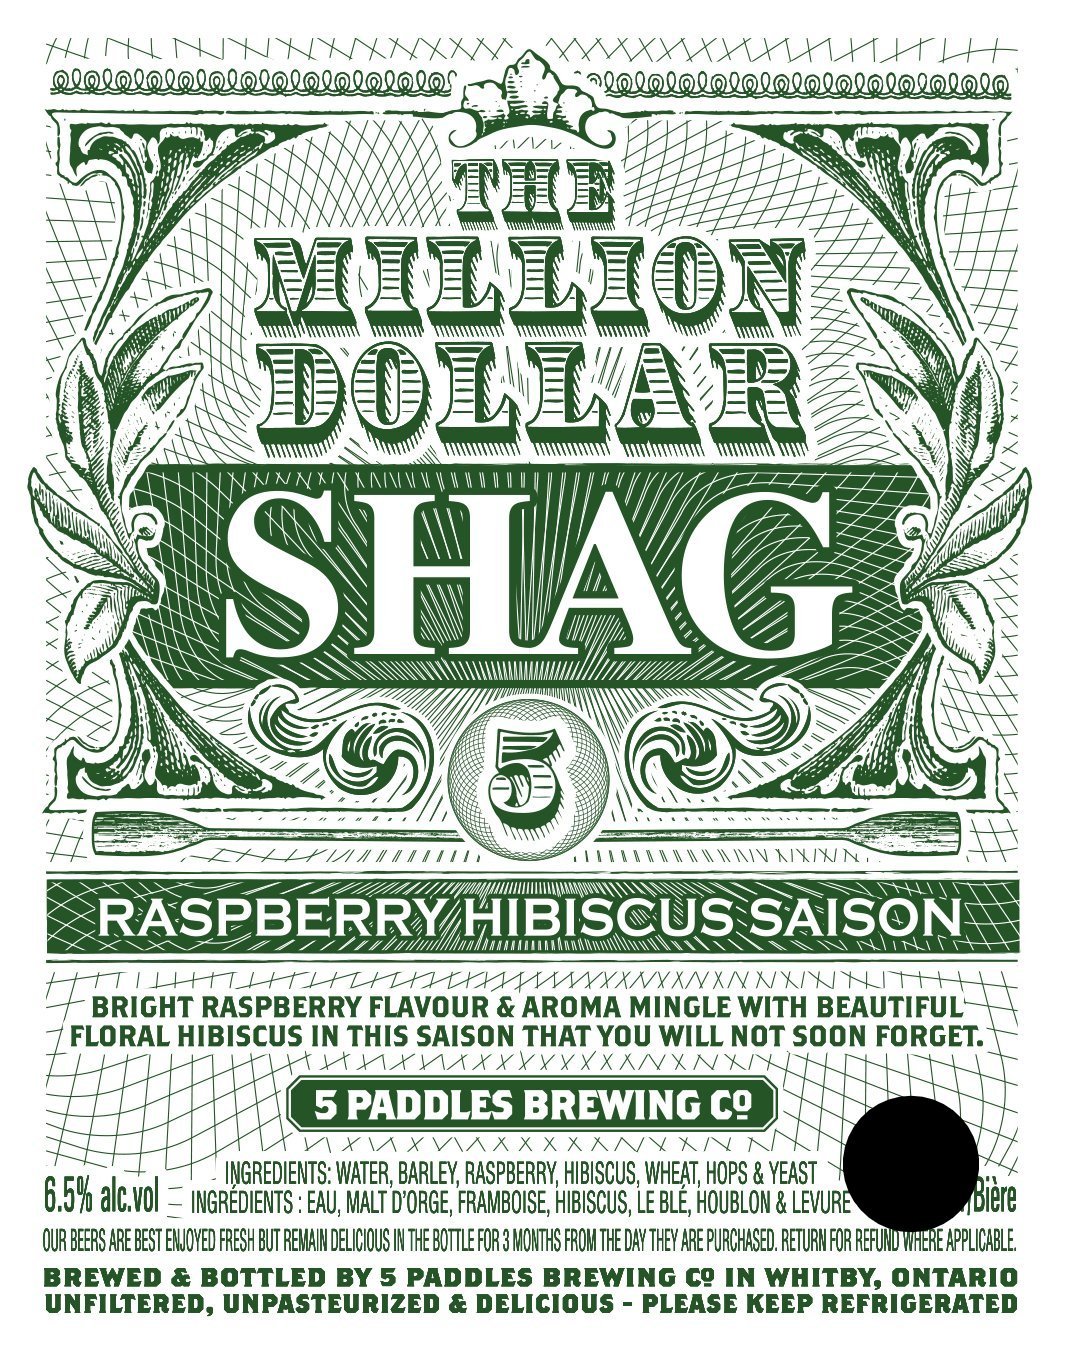 THE
MILLION
DOLLAR
SHAG
5
RASPBERRY HIBISCUS SAISON
BRIGHT RASPBERRY FLAVOUR & AROMA MINGLE WITH BEAUTIFUL
FLORAL HIBISCUS IN THIS SAISON THAT YOU WILL NOT SOON FORGET.
5 PADDLES BREWING Cº
INGREDIENTS: WATER, BARLEY, RASPBERRY, HIBISCUS, WHEAT, HOPS & YEAST
6.5% alc.vol INGRÉDIENTS : EAU, MALT D'ORGE, FRAMBOISE, HIBISCUS, LE BLÉ, HOUBLON & LEVURE /Bière
OUR BEERS ARE BEST ENJOYED FRESH BUT REMAIN DELICIOUS IN THE BOTTLE FOR 3 MONTHS FROM THE DAY THEY ARE PURCHASED. RETURN FOR REFUND WHERE APPLICABLE.
BREWED & BOTTLED BY 5 PADDLES BREWING Cº IN WHITBY, ONTARIO
UNFILTERED, UNPASTEURIZED & DELICIOUS - PLEASE KEEP REFRIGERATED